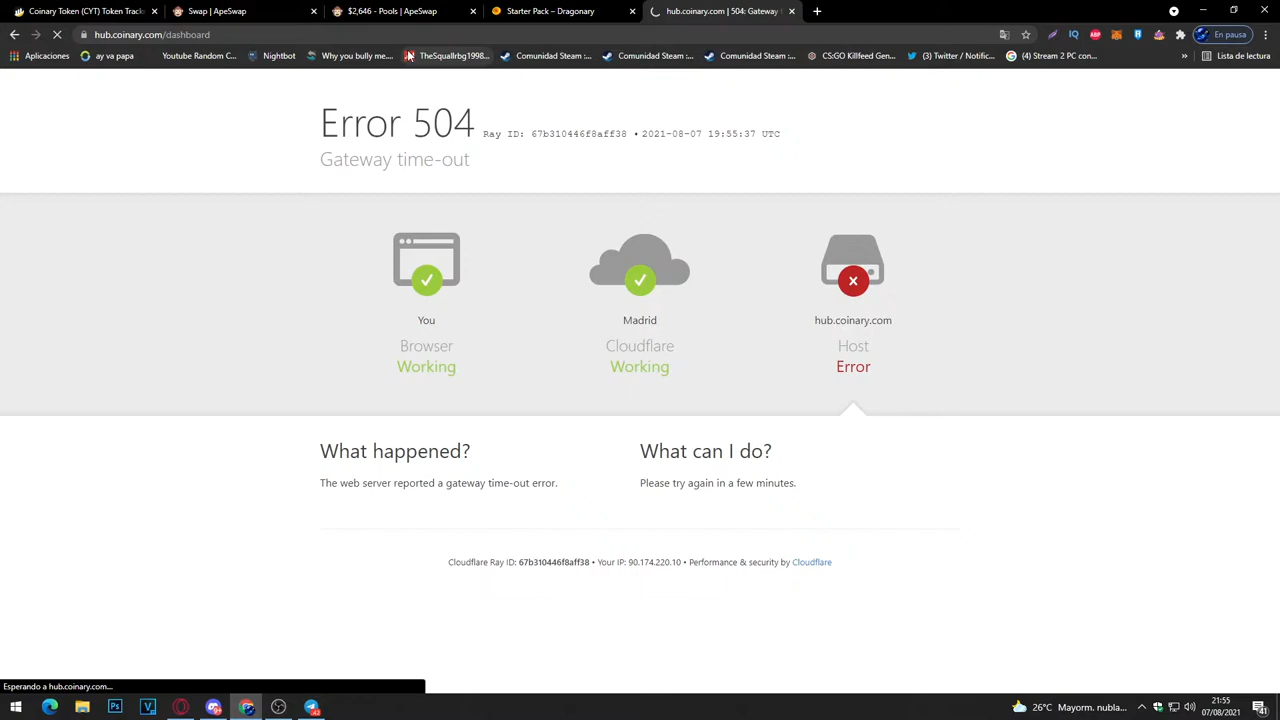 Coinary Token (CYT) Token Track
Swap | ApeSwap
$2,646 - Pools | ApeSwap
Starter Pack – Dragonary
hub.coinary.com | 504: Gateway t
hub.coinary.com/dashboard
En pausa
Aplicaciones
ay va papa
Youtube Random C...
Nightbot
Why you bully me....
TheSquallrbg1998...
Comunidad Steam :...
Comunidad Steam :...
Comunidad Steam :...
CS:GO Killfeed Gen...
(3) Twitter / Notific...
(4) Stream 2 PC con...
»
Lista de lectura
Error 504
Ray ID: 67b310446f8aff38 • 2021-08-07 19:55:37 UTC
Gateway time-out
You
Browser
Working
Madrid
Cloudflare
Working
hub.coinary.com
Host
Error
What happened?
The web server reported a gateway time-out error.
What can I do?
Please try again in a few minutes.
Cloudflare Ray ID: 67b310446f8aff38 • Your IP: 90.174.220.10 • Performance & security by Cloudflare
Esperando a hub.coinary.com...
26°C Mayorm. nubla...
21:55
07/08/2021